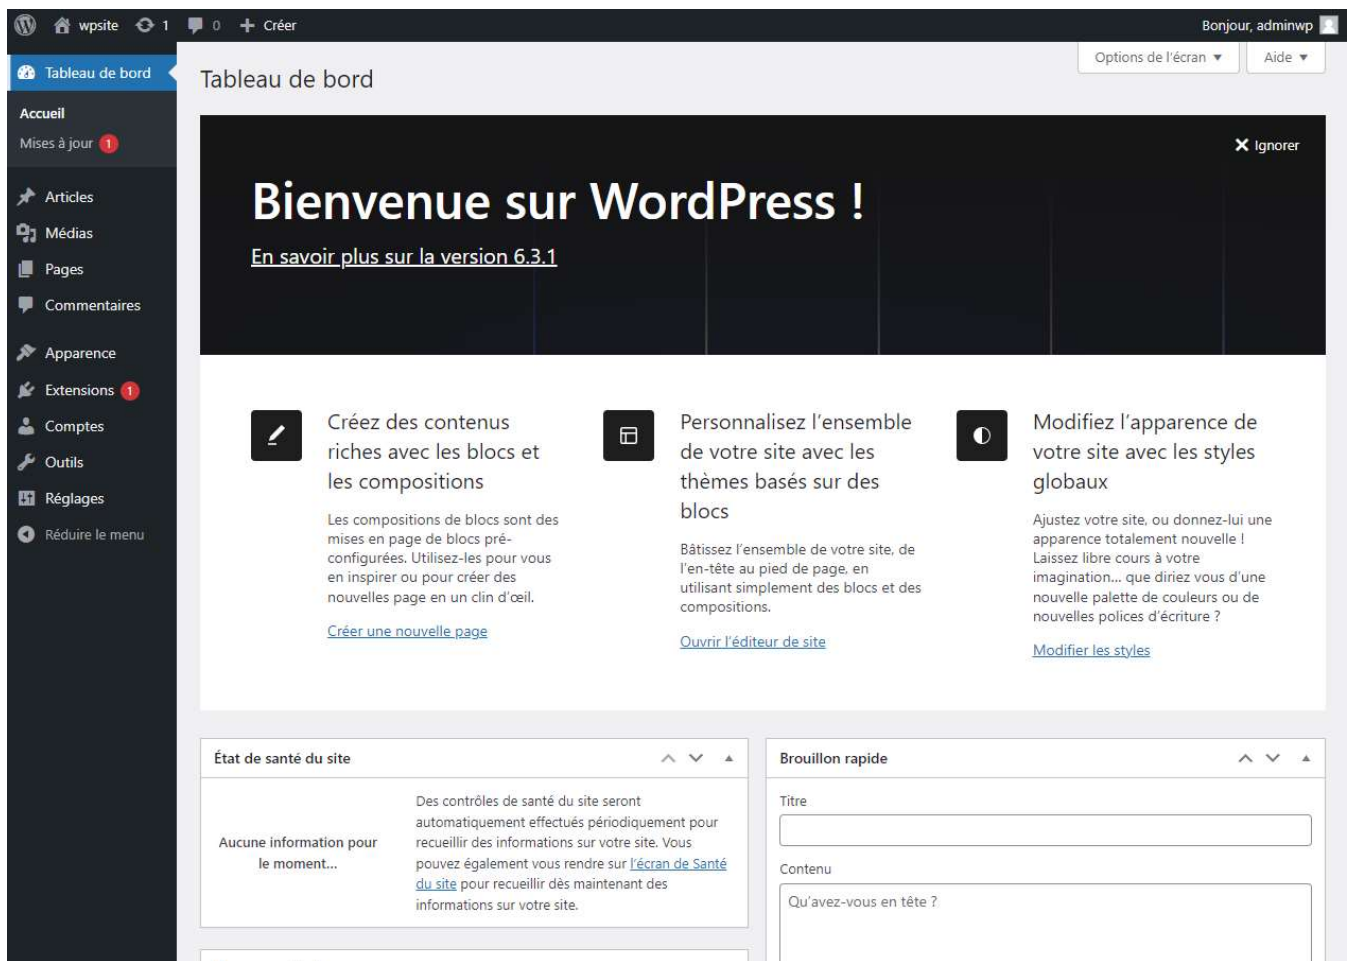 wpsite 1 0 Créer Bonjour, adminwp
Options de l'écran ▼ Aide ▼
Tableau de bord
Accueil
Mises à jour 1
Articles
Médias
Pages
Commentaires
Apparence
Extensions 1
Comptes
Outils
Réglages
Réduire le menu
Tableau de bord
Ignorer
Bienvenue sur WordPress !
En savoir plus sur la version 6.3.1
Créez des contenus
riches avec les blocs et
les compositions
Les compositions de blocs sont des
mises en page de blocs pré-
configurées. Utilisez-les pour vous
en inspirer ou pour créer des
nouvelles page en un clin d'œil.
Créer une nouvelle page
Personnalisez l'ensemble
de votre site avec les
thèmes basés sur des
blocs
Bâtissez l'ensemble de votre site, de
l'en-tête au pied de page, en
utilisant simplement des blocs et des
compositions.
Ouvrir l'éditeur de site
Modifiez l'apparence de
votre site avec les styles
globaux
Ajustez votre site, ou donnez-lui une
apparence totalement nouvelle !
Laissez libre cours à votre
imagination... que diriez vous d'une
nouvelle palette de couleurs ou de
nouvelles polices d'écriture ?
Modifier les styles
État de santé du site
Aucune information pour
le moment...
Des contrôles de santé du site seront
automatiquement effectués périodiquement pour
recueillir des informations sur votre site. Vous
pouvez également vous rendre sur l'écran de Santé
du site pour recueillir dès maintenant des
informations sur votre site.
Brouillon rapide
Titre
Contenu
Qu'avez-vous en tête ?